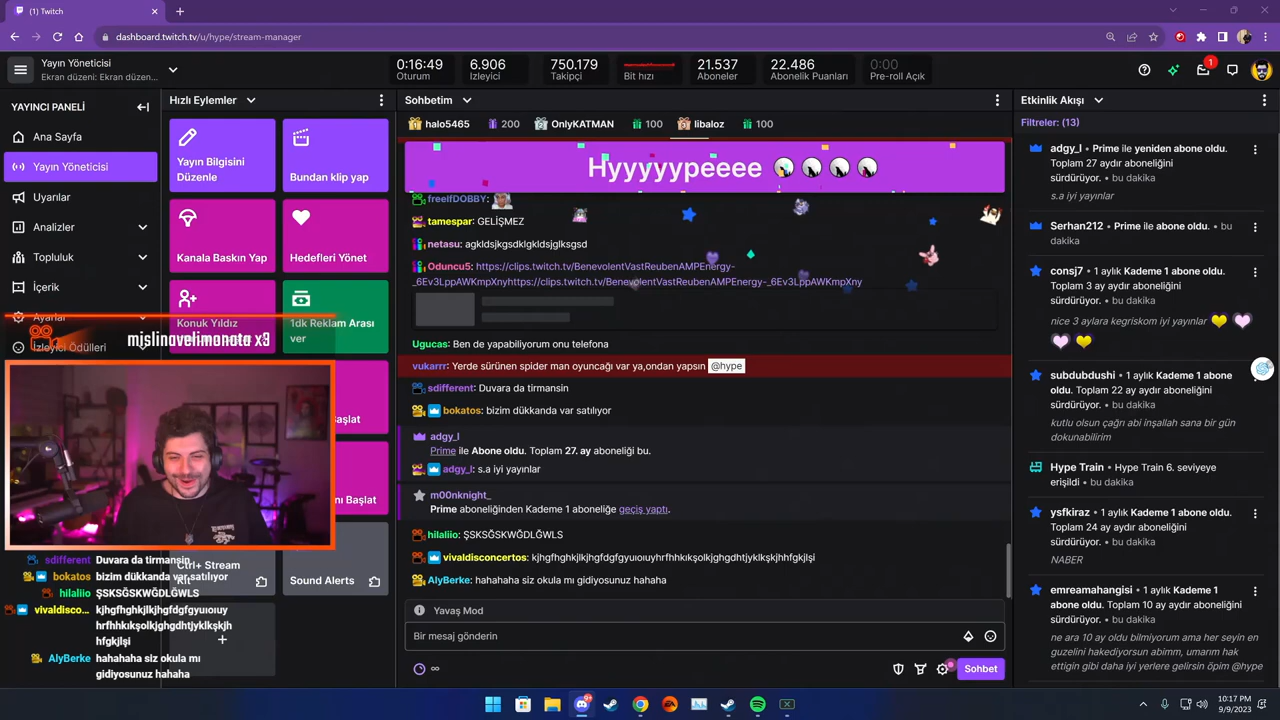 (1) Twitch
dashboard.twitch.tv/u/hype/stream-manager
Yayın Yöneticisi
Ekran düzeni: Ekran düzen...
0:16:49
Oturum
6.906
İzleyici
750.179
Takipçi
Bit hızı
21.537
Aboneler
22.486
Abonelik Puanları
0:00
Pre-roll Açık
1
YAYINCI PANELİ
Ana Sayfa
Yayın Yöneticisi
Uyarılar
Analizler
Topluluk
İçerik
Ayarlar
İzleyici Ödülleri
Hızlı Eylemler
Yayın Bilgisini
Düzenle
Bundan klip yap
Kanala Baskın Yap
Hedefleri Yönet
Konuk Yıldız
1dk Reklam Arası
ver
Başlat
Ctrl+ Stream
Kit
Sound Alerts
x9
sdifferent Duvara da tirmansin
bokatos bizim dükkanda var satılıyor
hilaliio ŞSKSĞSKWĞDLĞWLS
vivaldisco... kjhgfhghkjlkjhgfdgfgyuıoıuy
hrfhhkıkşolkjhgdhtjyklkşkjh
hfgkjlşi
AlyBerke hahahaha siz okula mı
gidiyosunuz hahaha
Sohbetim
halo5465 200 OnlyKATMAN 100 libaloz 100
Hyyyyypeeee
freelfDOBBY:
tamespar: GELİŞMEZ
netasu: agkldsjkgsdklgkldsjglksgsd
Oduncu5: https://clips.twitch.tv/BenevolentVastReubenAMPEnergy-
_6Ev3LppAWKmpXnyhttps://clips.twitch.tv/BenevolentVastReubenAMPEnergy-_6Ev3LppAWKmpXny
Ugucas: Ben de yapabiliyorum onu telefona
vukarrr: Yerde sürünen spider man oyuncağı var ya,ondan yapsın @hype
sdifferent: Duvara da tirmansin
bokatos: bizim dükkanda var satılıyor
adgy_l
Prime ile Abone oldu. Toplam 27. ay aboneliği bu.
adgy_l: s.a iyi yayınlar
m00nknight_
Prime aboneliğinden Kademe 1 aboneliğe geçiş yaptı.
hilaliio: ŞSKSĞSKWĞDLĞWLS
vivaldisconcertos: kjhgfhghkjlkjhgfdgfgyuıoıuyhrfhhkıkşolkjhgdhtjyklkşkjhhfgkjlşi
AlyBerke: hahahaha siz okula mı gidiyosunuz hahaha
Yavaş Mod
Bir mesaj gönderin
Sohbet
Etkinlik Akışı
Filtreler: (13)
adgy_l • Prime ile yeniden abone oldu.
Toplam 27 aydır aboneliğini
sürdürüyor. • bu dakika
s.a iyi yayınlar
Serhan212 • Prime ile abone oldu. • bu
dakika
consj7 • 1 aylık Kademe 1 abone oldu.
Toplam 3 ay aydır aboneliğini
sürdürüyor. • bu dakika
nice 3 aylara kegriskom iyi yayınlar
subdubdushi • 1 aylık Kademe 1 abone
oldu. Toplam 22 ay aydır aboneliğini
sürdürüyor. • bu dakika
kutlu olsun çağrı abi inşallah sana bir gun
dokunabilirim
Hype Train • Hype Train 6. seviyeye
erişildi • bu dakika
ysfkiraz • 1 aylık Kademe 1 abone oldu.
Toplam 24 ay aydır aboneliğini
sürdürüyor. • bu dakika
NABER
emreamahangisi • 1 aylık Kademe 1
abone oldu. Toplam 10 ay aydır aboneliğini
sürdürüyor. • bu dakika
ne ara 10 ay oldu bilmiyorum ama her seyin en
guzelini hakediyorsun abimm, umarım hak
ettigin gibi daha iyi yerlere gelirsin öpim @hype
10:17 PM
9/9/2023